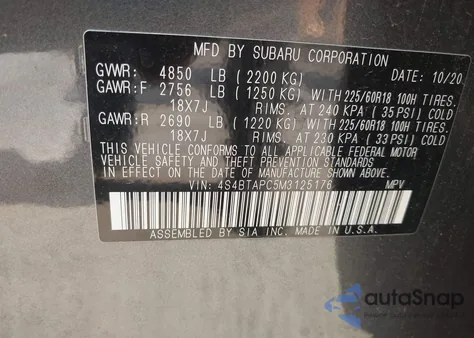 MFD BY SUBARU CORPORATION
GVWR: 4850 LB (2200 KG) DATE: 10/20
GAWR:F 2756 LB (1250 KG) WITH 225/60R18 100H TIRES.
18X7J RIMS. AT 240 KPA (35 PSI) COLD
GAWR:R 2690 LB (1220 KG) WITH 225/60R18 100H TIRES.
18X7J RIMS. AT 230 KPA (33 PSI) COLD
THIS VEHICLE CONFORMS TO ALL APPLICABLE FEDERAL MOTOR
VEHICLE SAFETY AND THEFT PREVENTION STANDARDS
IN EFFECT ON THE DATE OF MANUFACTURE SHOWN ABOVE.
VIN: 4S4BTAPC5M3125176 MPV
ASSEMBLED BY SIA INC. MADE IN U.S.A.
autoSnap